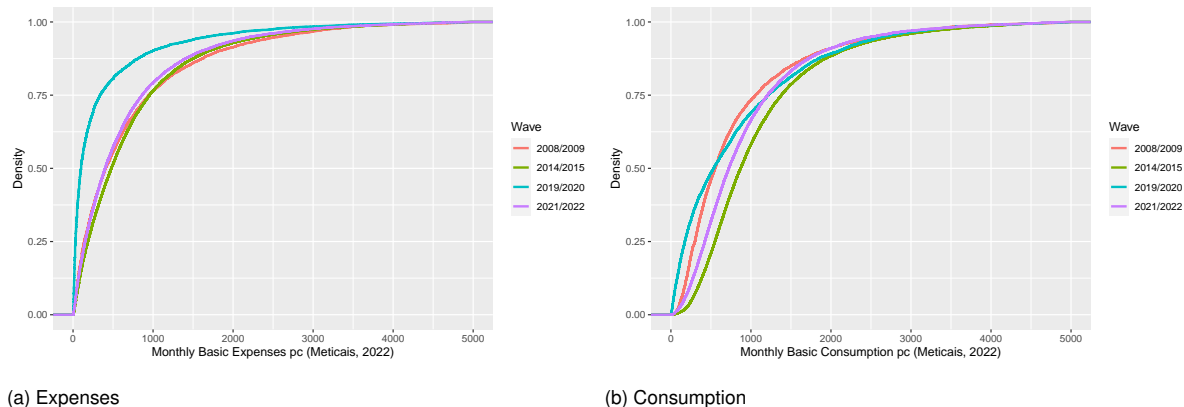 1.00
0.75
0.50
0.25
0.00
Density
0 1000 2000 3000 4000 5000
Monthly Basic Expenses pc (Meticais, 2022)
Wave
2008/2009
2014/2015
2019/2020
2021/2022
(a) Expenses
1.00
0.75
0.50
0.25
0.00
Density
0 1000 2000 3000 4000 5000
Monthly Basic Consumption pc (Meticais, 2022)
Wave
2008/2009
2014/2015
2019/2020
2021/2022
(b) Consumption